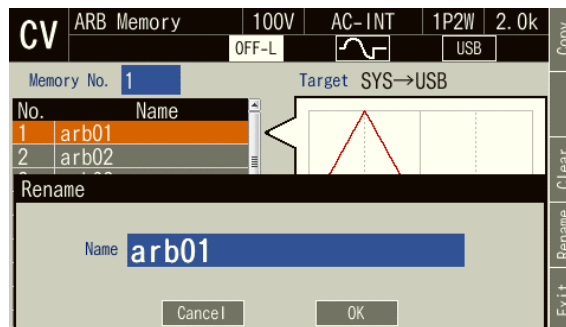 CV ARB Memory 100V AC-INT 1P2W 2.0k
OFF-L USB
Memory No. 1 Target SYS→USB
No. Name
1 arb01
2 arb02
Rename
Name arb01
Cancel OK
Copy
Clear
Rename
Exit